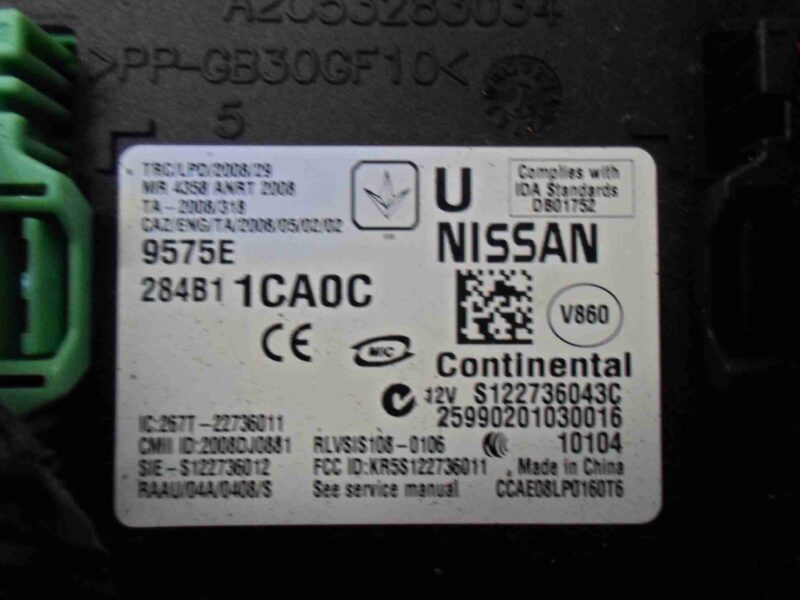 A2C53283034
>PP-GB30GF10<
5
TRC/LPD/2008/29
MR 4358 ANRT 2008
TA-2008/318
CAZ/ENG/TA/2008/05/02/02
U
Complies with
IDA Standards
DB01752
NISSAN
9575E
284B1 1CA0C
V860
CE
MIC
Continental
12V S122736043C
25990201030016
IC:267T-22736011
10104
CMII ID:2008DJ0881 RLVSIS108-0106
SIE-S122736012 FCC ID:KR5S122736011 Made in China
RAAU/04A/0408/S See service manual CCAE08LP0160T6